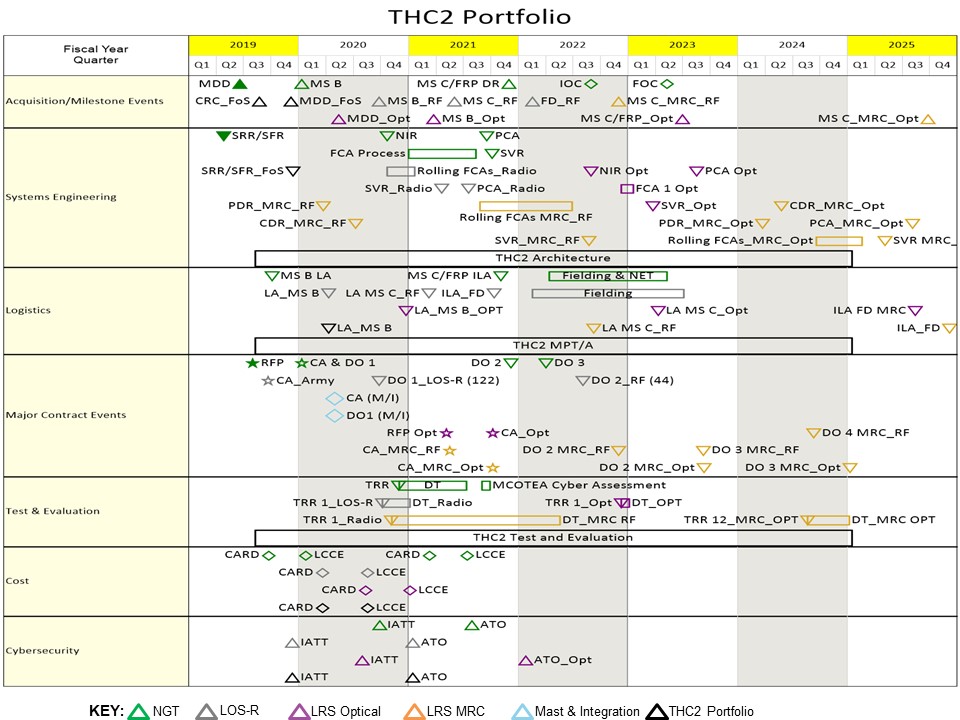 THC2 Portfolio
Fiscal Year 2019 2020 2021 2022 2023 2024 2025
Quarter Q1 Q2 Q3 Q4 Q1 Q2 Q3 Q4 Q1 Q2 Q3 Q4 Q1 Q2 Q3 Q4 Q1 Q2 Q3 Q4 Q1 Q2 Q3 Q4 Q1 Q2 Q3 Q4
MDD MS B MS C/FRP DR IOC FOC
Acquisition/Milestone Events CRC_FoS MDD_FoS MS B_RF MS C_RF FD_RF MS C_MRC_RF
MDD_Opt MS B_Opt MS C/FRP_Opt MS C_MRC_Opt
SRR/SFR NIR PCA
FCA Process SVR
SRR/SFR_FoS Rolling FCAs_Radio NIR Opt PCA Opt
SVR_Radio PCA_Radio FCA 1 Opt
Systems Engineering
PDR_MRC_RF Rolling FCAs MRC_RF SVR_Opt CDR_MRC_Opt
CDR_MRC_RF PDR_MRC_Opt PCA_MRC_Opt
SVR_MRC_RF Rolling FCAs_MRC_Opt SVR MRC_
THC2 Architecture
MS B LA MS C/FRP ILA Fielding & NET
LA_MS B LA MS C_RF ILA_FD Fielding
Logistics LA_MS B_OPT LA MS C_Opt ILA FD MRC
LA_MS B LA MS C_RF ILA_FD
THC2 MPT/A
RFP CA & DO 1 DO 2 DO 3
CA_Army DO 1_LOS-R (122) DO 2_RF (44)
CA (M/I)
Major Contract Events DO1 (M/I)
RFP Opt CA_Opt DO 4 MRC_RF
CA_MRC_RF DO 2 MRC_RF DO 3 MRC_RF
CA_MRC_Opt DO 2 MRC_Opt DO 3 MRC_Opt
TRR DT MCOTEA Cyber Assessment
TRR 1_LOS-R DT_Radio TRR 1_Opt DT_OPT
Test & Evaluation
TRR 1_Radio DT_MRC RF TRR 12_MRC_OPT DT_MRC OPT
THC2 Test and Evaluation
CARD LCCE CARD LCCE
CARD LCCE
Cost
CARD LCCE
CARD LCCE
IATT ATO
IATT ATO
Cybersecurity
IATT ATO_Opt
IATT ATO
KEY: NGT LOS-R LRS Optical LRS MRC Mast & Integration THC2 Portfolio